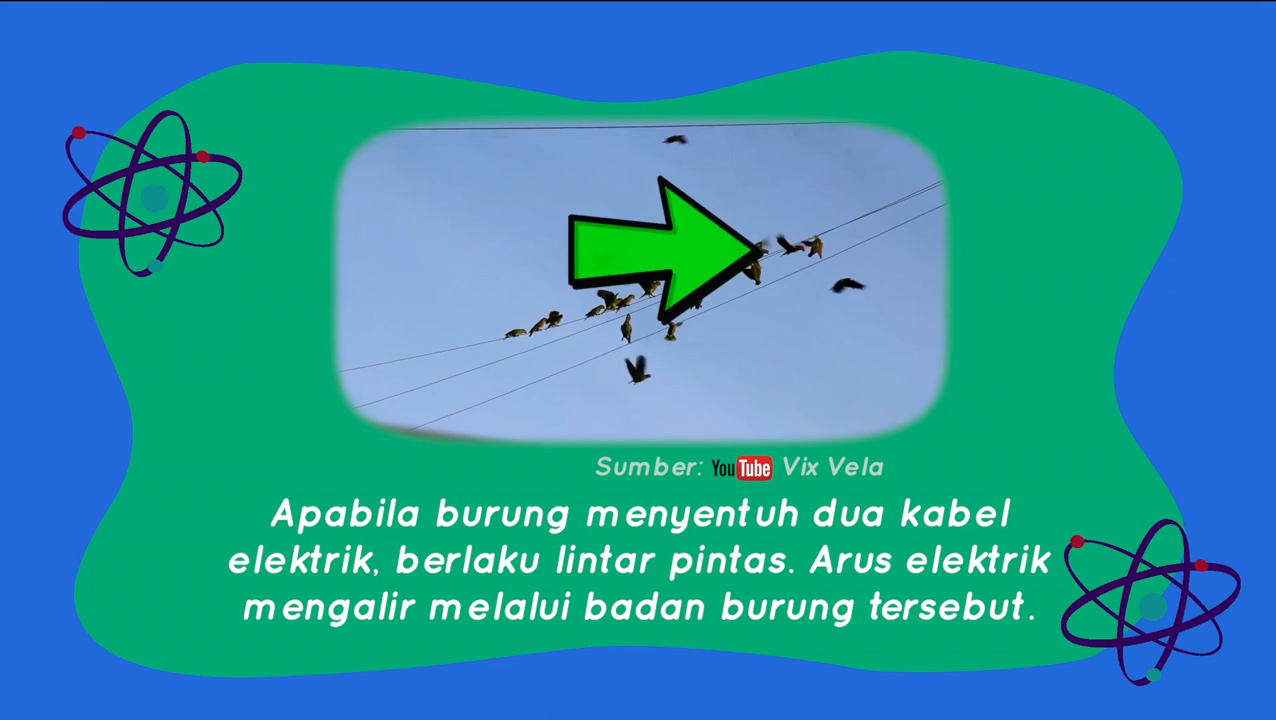 Sumber: YouTube Vix Vela
Apabila burung menyentuh dua kabel
elektrik, berlaku lintar pintas. Arus elektrik
mengalir melalui badan burung tersebut.